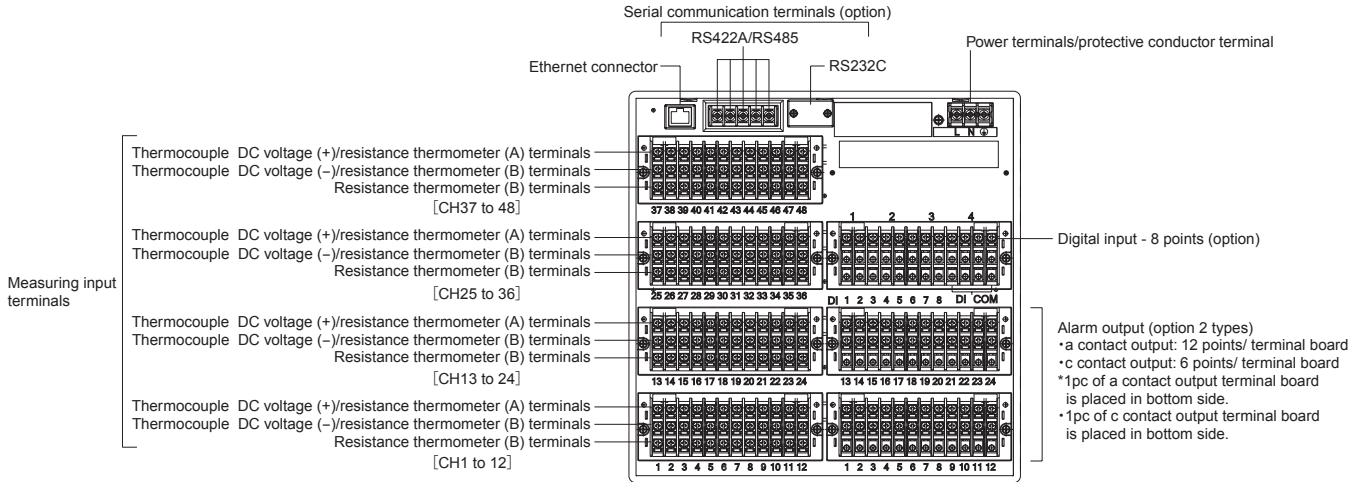 Serial communication terminals (option)
RS422A/RS485
Power terminals/protective conductor terminal
Ethernet connector
RS232C
L N
Thermocouple DC voltage (+)/resistance thermometer (A) terminals
Thermocouple DC voltage (−)/resistance thermometer (B) terminals
Resistance thermometer (B) terminals
[CH37 to 48]
37 38 39 40 41 42 43 44 45 46 47 48
1 2 3 4
Thermocouple DC voltage (+)/resistance thermometer (A) terminals
Thermocouple DC voltage (−)/resistance thermometer (B) terminals
Resistance thermometer (B) terminals
[CH25 to 36]
25 26 27 28 29 30 31 32 33 34 35 36
Digital input - 8 points (option)
DI 1 2 3 4 5 6 7 8 DI COM
Measuring input
terminals
Thermocouple DC voltage (+)/resistance thermometer (A) terminals
Thermocouple DC voltage (−)/resistance thermometer (B) terminals
Resistance thermometer (B) terminals
[CH13 to 24]
13 14 15 16 17 18 19 20 21 22 23 24
13 14 15 16 17 18 19 20 21 22 23 24
Alarm output (option 2 types)
・a contact output: 12 points/ terminal board
・c contact output: 6 points/ terminal board
*1pc of a contact output terminal board
is placed in bottom side.
・1pc of c contact output terminal board
is placed in bottom side.
Thermocouple DC voltage (+)/resistance thermometer (A) terminals
Thermocouple DC voltage (−)/resistance thermometer (B) terminals
Resistance thermometer (B) terminals
[CH1 to 12]
1 2 3 4 5 6 7 8 9 10 11 12
1 2 3 4 5 6 7 8 9 10 11 12